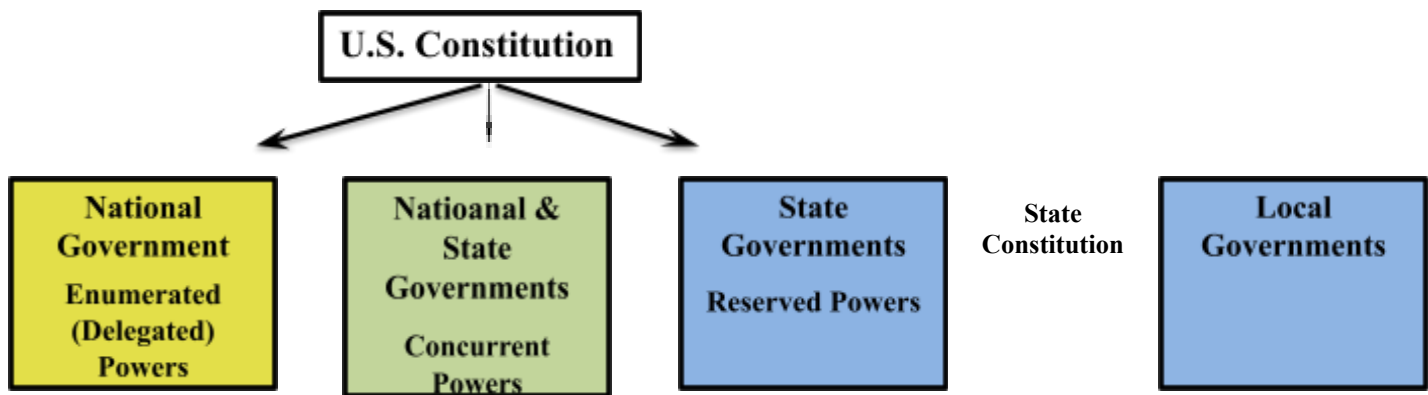 U.S. Constitution
National
Government
Enumerated
(Delegated)
Powers
Natioanal &
State
Governments
Concurrent
Powers
State
Governments
Reserved Powers
State
Constitution
Local
Governments